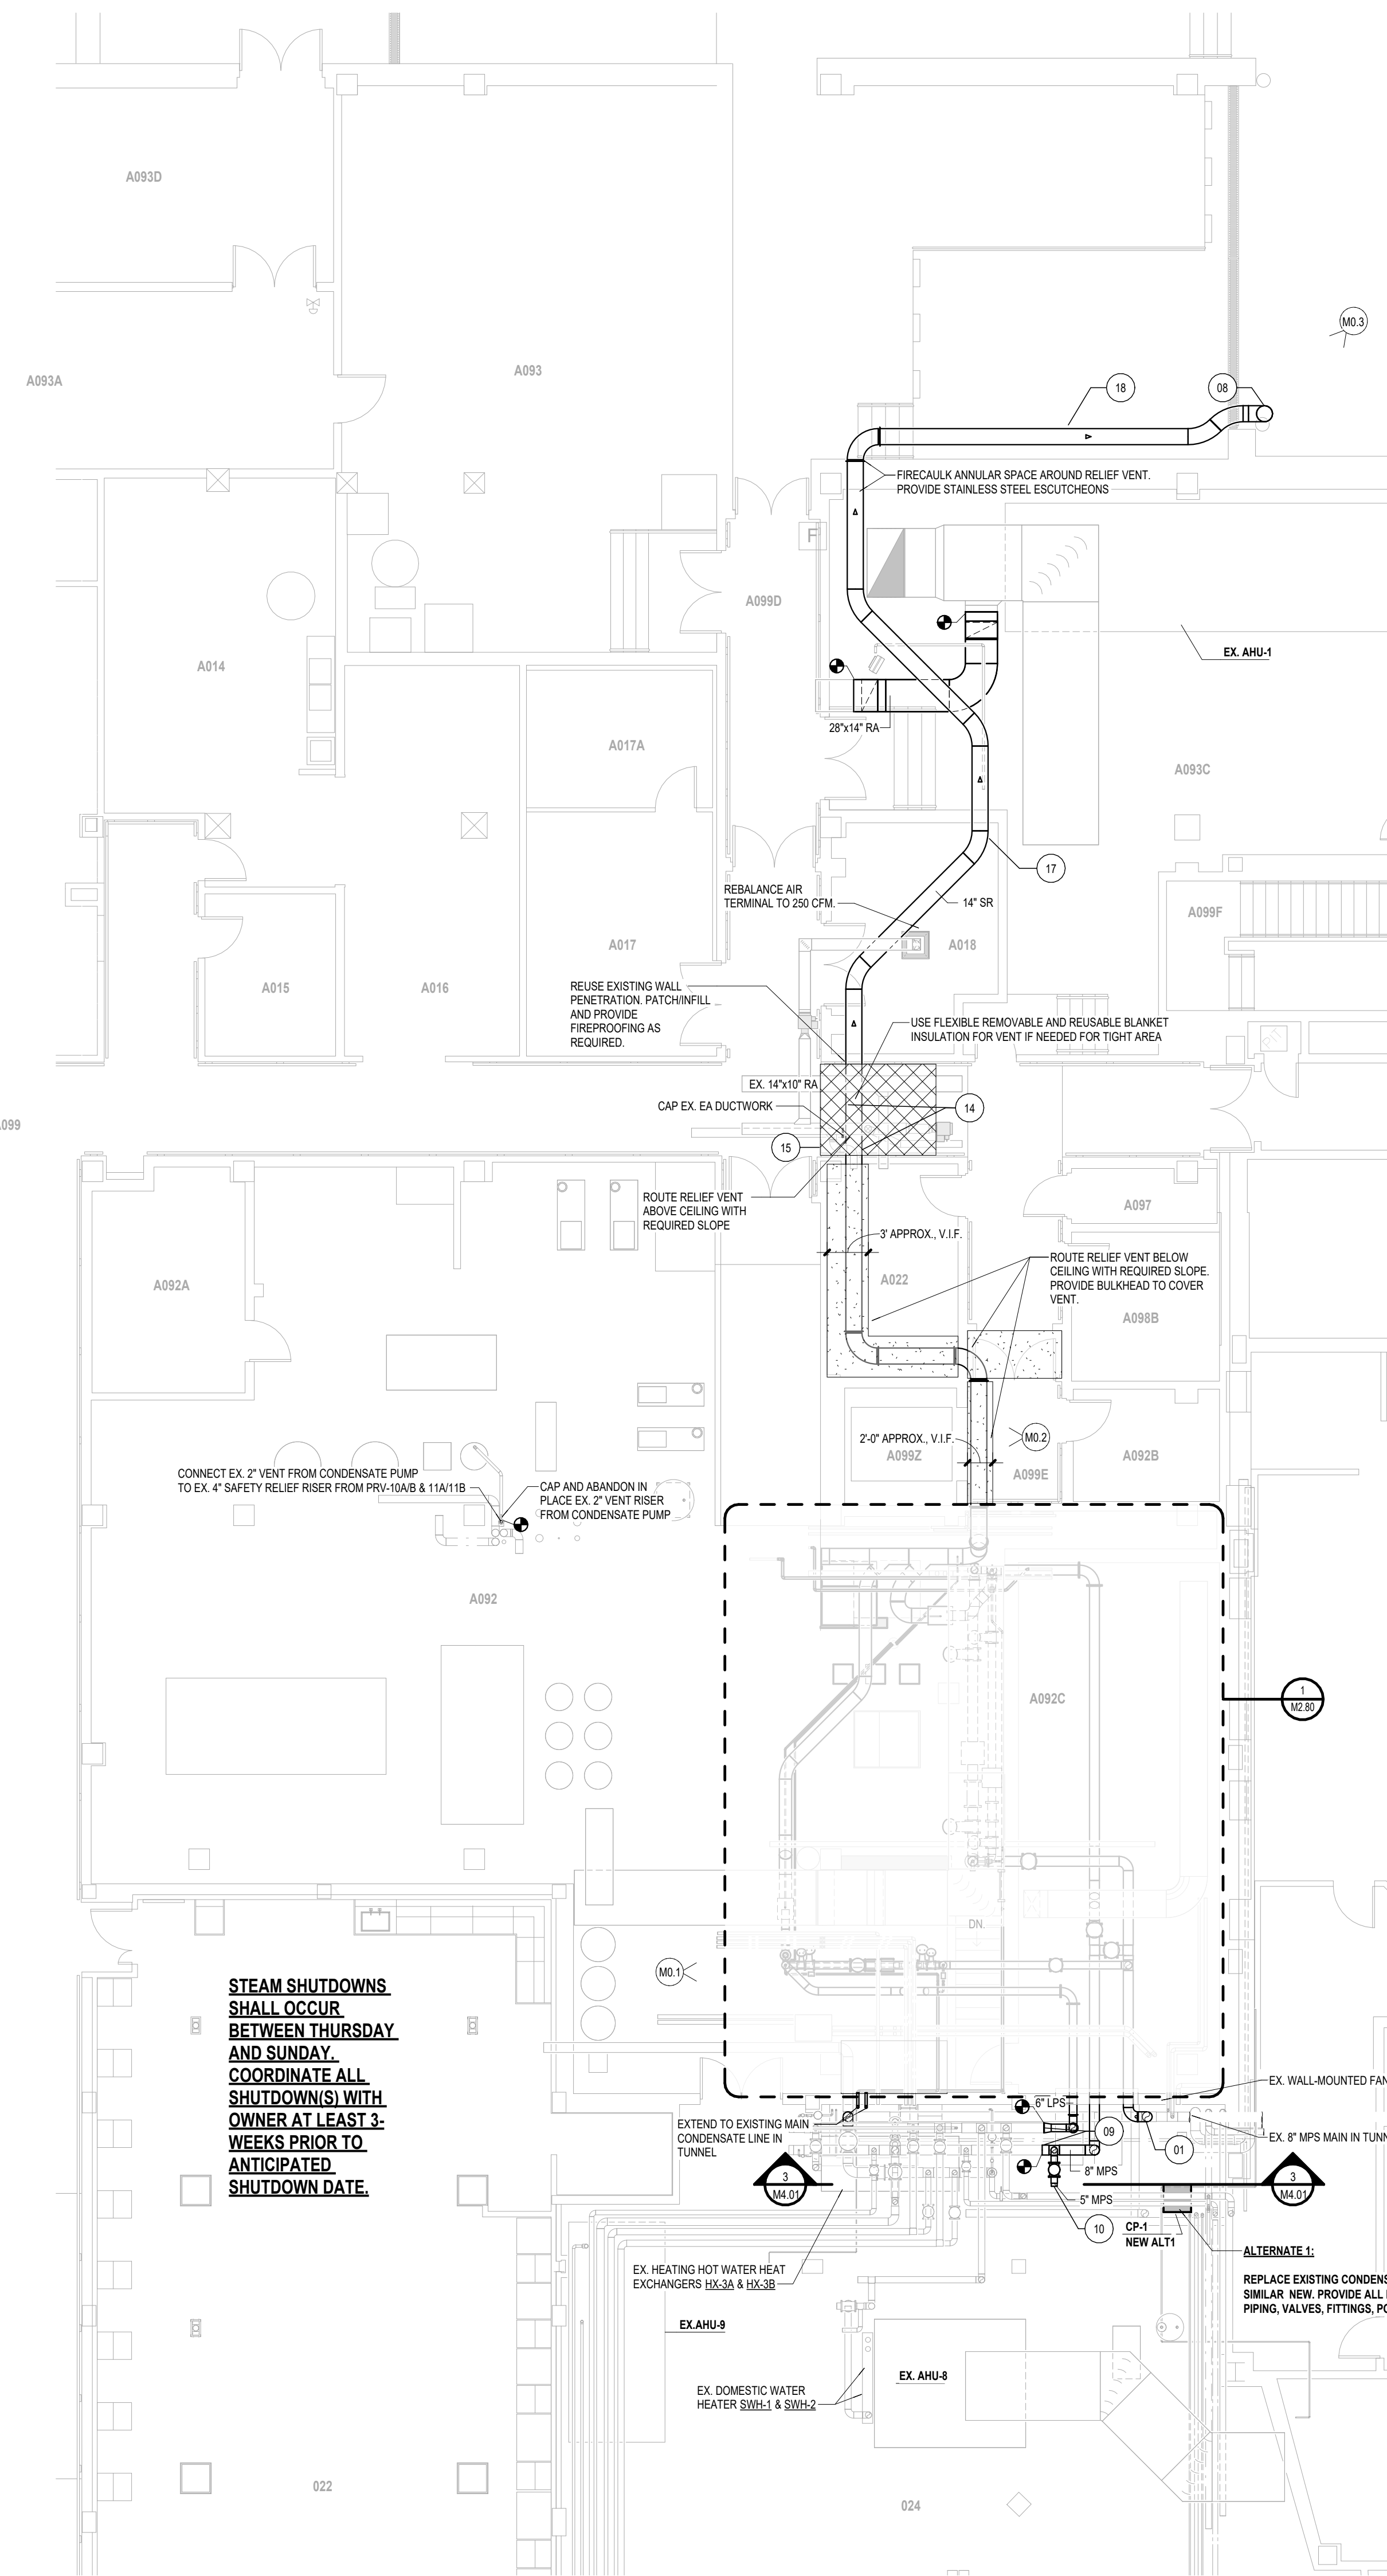 A093D
A093
A093A
M0.3
18
08
FIRECAULK ANNULAR SPACE AROUND RELIEF VENT.
PROVIDE STAINLESS STEEL ESCUTCHEONS
F
A099D
A014
EX. AHU-1
28"x14" RA
A017A
A093C
17
REBALANCE AIR
TERMINAL TO 250 CFM.
14" SR
A099F
A017
A018
A015
A016
REUSE EXISTING WALL
PENETRATION. PATCH/INFILL
AND PROVIDE
FIREPROOFING AS
REQUIRED.
USE FLEXIBLE REMOVABLE AND REUSABLE BLANKET
INSULATION FOR VENT IF NEEDED FOR TIGHT AREA
PIT
EX. 14"x10" RA
CAP EX. EA DUCTWORK
14
15
ROUTE RELIEF VENT
ABOVE CEILING WITH
REQUIRED SLOPE
A097
3' APPROX., V.I.F.
ROUTE RELIEF VENT BELOW
CEILING WITH REQUIRED SLOPE.
PROVIDE BULKHEAD TO COVER
VENT.
A092A
A022
A098B
2'-0" APPROX., V.I.F.
M0.2
A099Z
A099E
A092B
CONNECT EX. 2" VENT FROM CONDENSATE PUMP
TO EX. 4" SAFETY RELIEF RISER FROM PRV-10A/B & 11A/11B
CAP AND ABANDON IN
PLACE EX. 2" VENT RISER
FROM CONDENSATE PUMP
A092
A092C
1
M2.80
DN.
M0.1
STEAM SHUTDOWNS
SHALL OCCUR
BETWEEN THURSDAY
AND SUNDAY.
COORDINATE ALL
SHUTDOWN(S) WITH
OWNER AT LEAST 3-
WEEKS PRIOR TO
ANTICIPATED
SHUTDOWN DATE.
EX. WALL-MOUNTED FAN
6" LPS
EXTEND TO EXISTING MAIN
CONDENSATE LINE IN
TUNNEL
09
01
EX. 8" MPS MAIN IN TUNN
8" MPS
3
M4.01
3
M4.01
5" MPS
10
CP-1
NEW ALT1
ALTERNATE 1:
EX. HEATING HOT WATER HEAT
EXCHANGERS HX-3A & HX-3B
REPLACE EXISTING CONDENS
SIMILAR NEW. PROVIDE ALL
PIPING, VALVES, FITTINGS, PO
EX.AHU-9
EX. AHU-8
EX. DOMESTIC WATER
HEATER SWH-1 & SWH-2
022
024